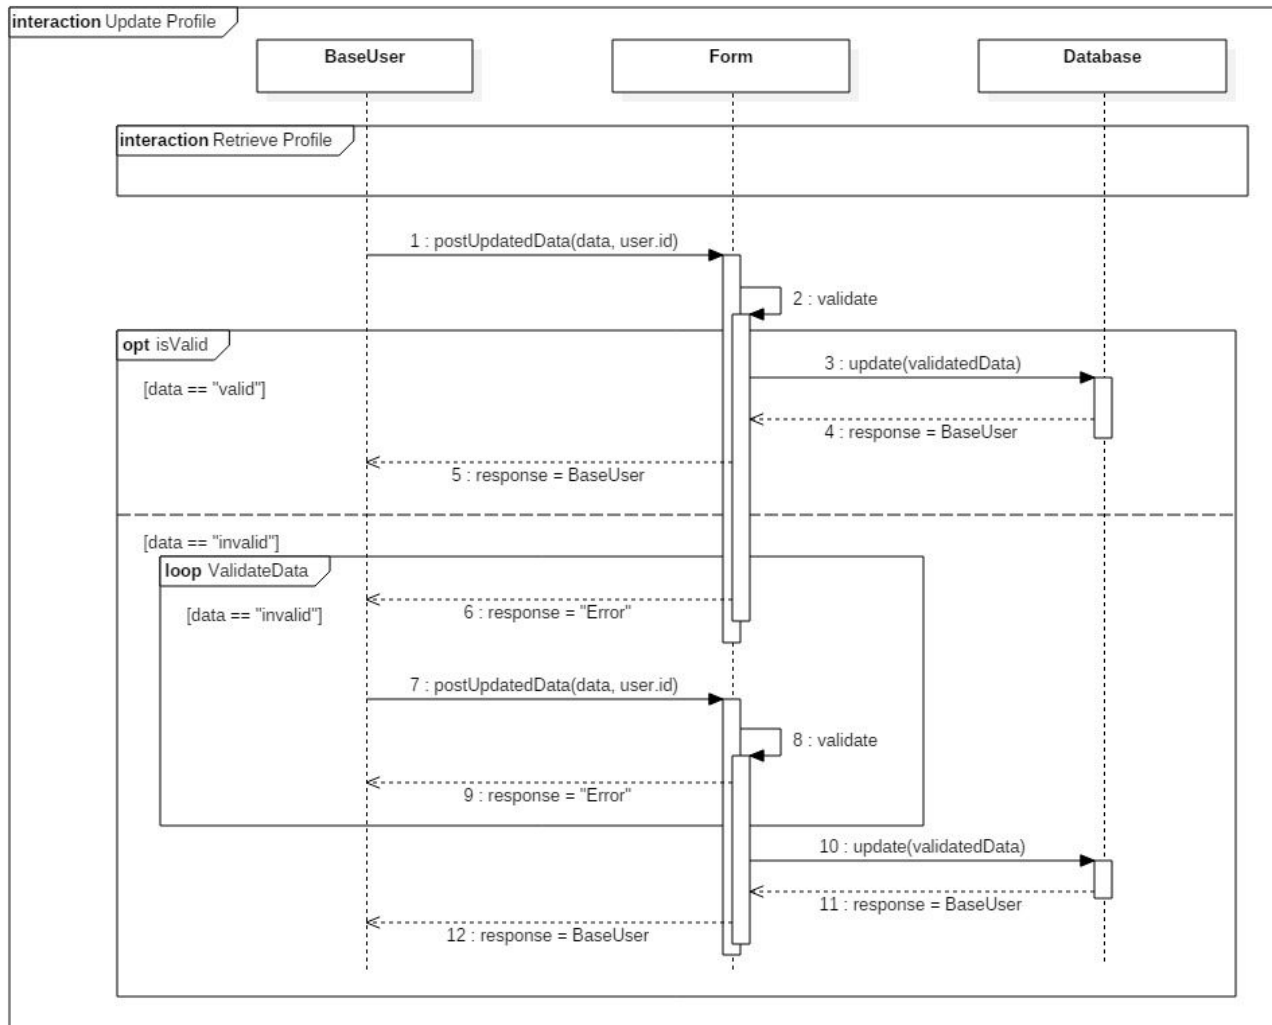 interaction Update Profile
BaseUser
Form
Database
interaction Retrieve Profile
1 : postUpdatedData(data, user.id)
2 : validate
opt isValid
[data == "valid"]
3 : update(validatedData)
4 : response = BaseUser
5 : response = BaseUser
[data == "invalid"]
loop ValidateData
[data == "invalid"]
6 : response = "Error"
7 : postUpdatedData(data, user.id)
8 : validate
9 : response = "Error"
10 : update(validatedData)
11 : response = BaseUser
12 : response = BaseUser